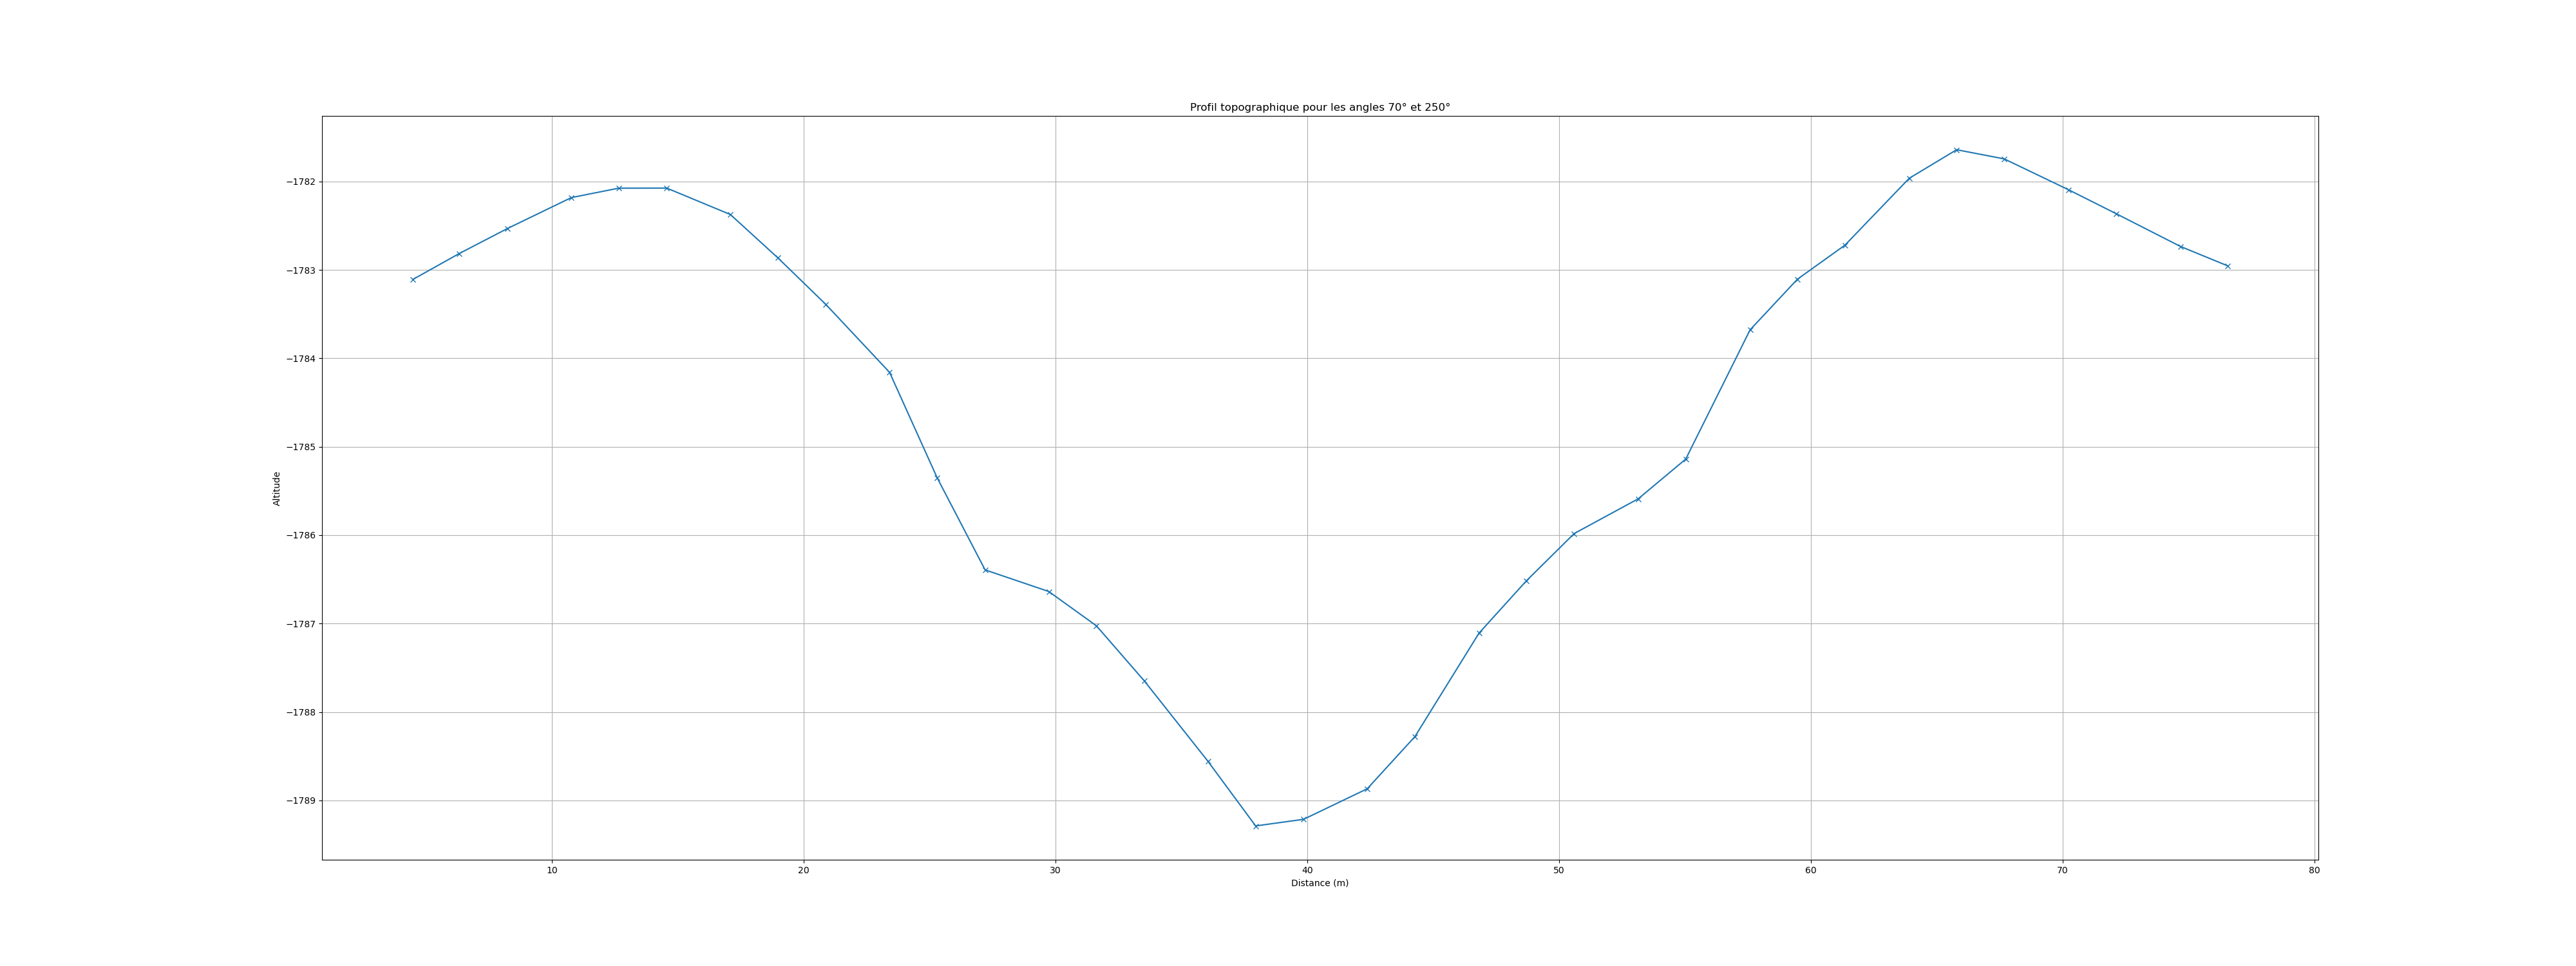 Profil topographique pour les angles 70° et 250°
Altitude
−1782
−1783
−1784
−1785
−1786
−1787
−1788
−1789
10 20 30 40 50 60 70 80
Distance (m)